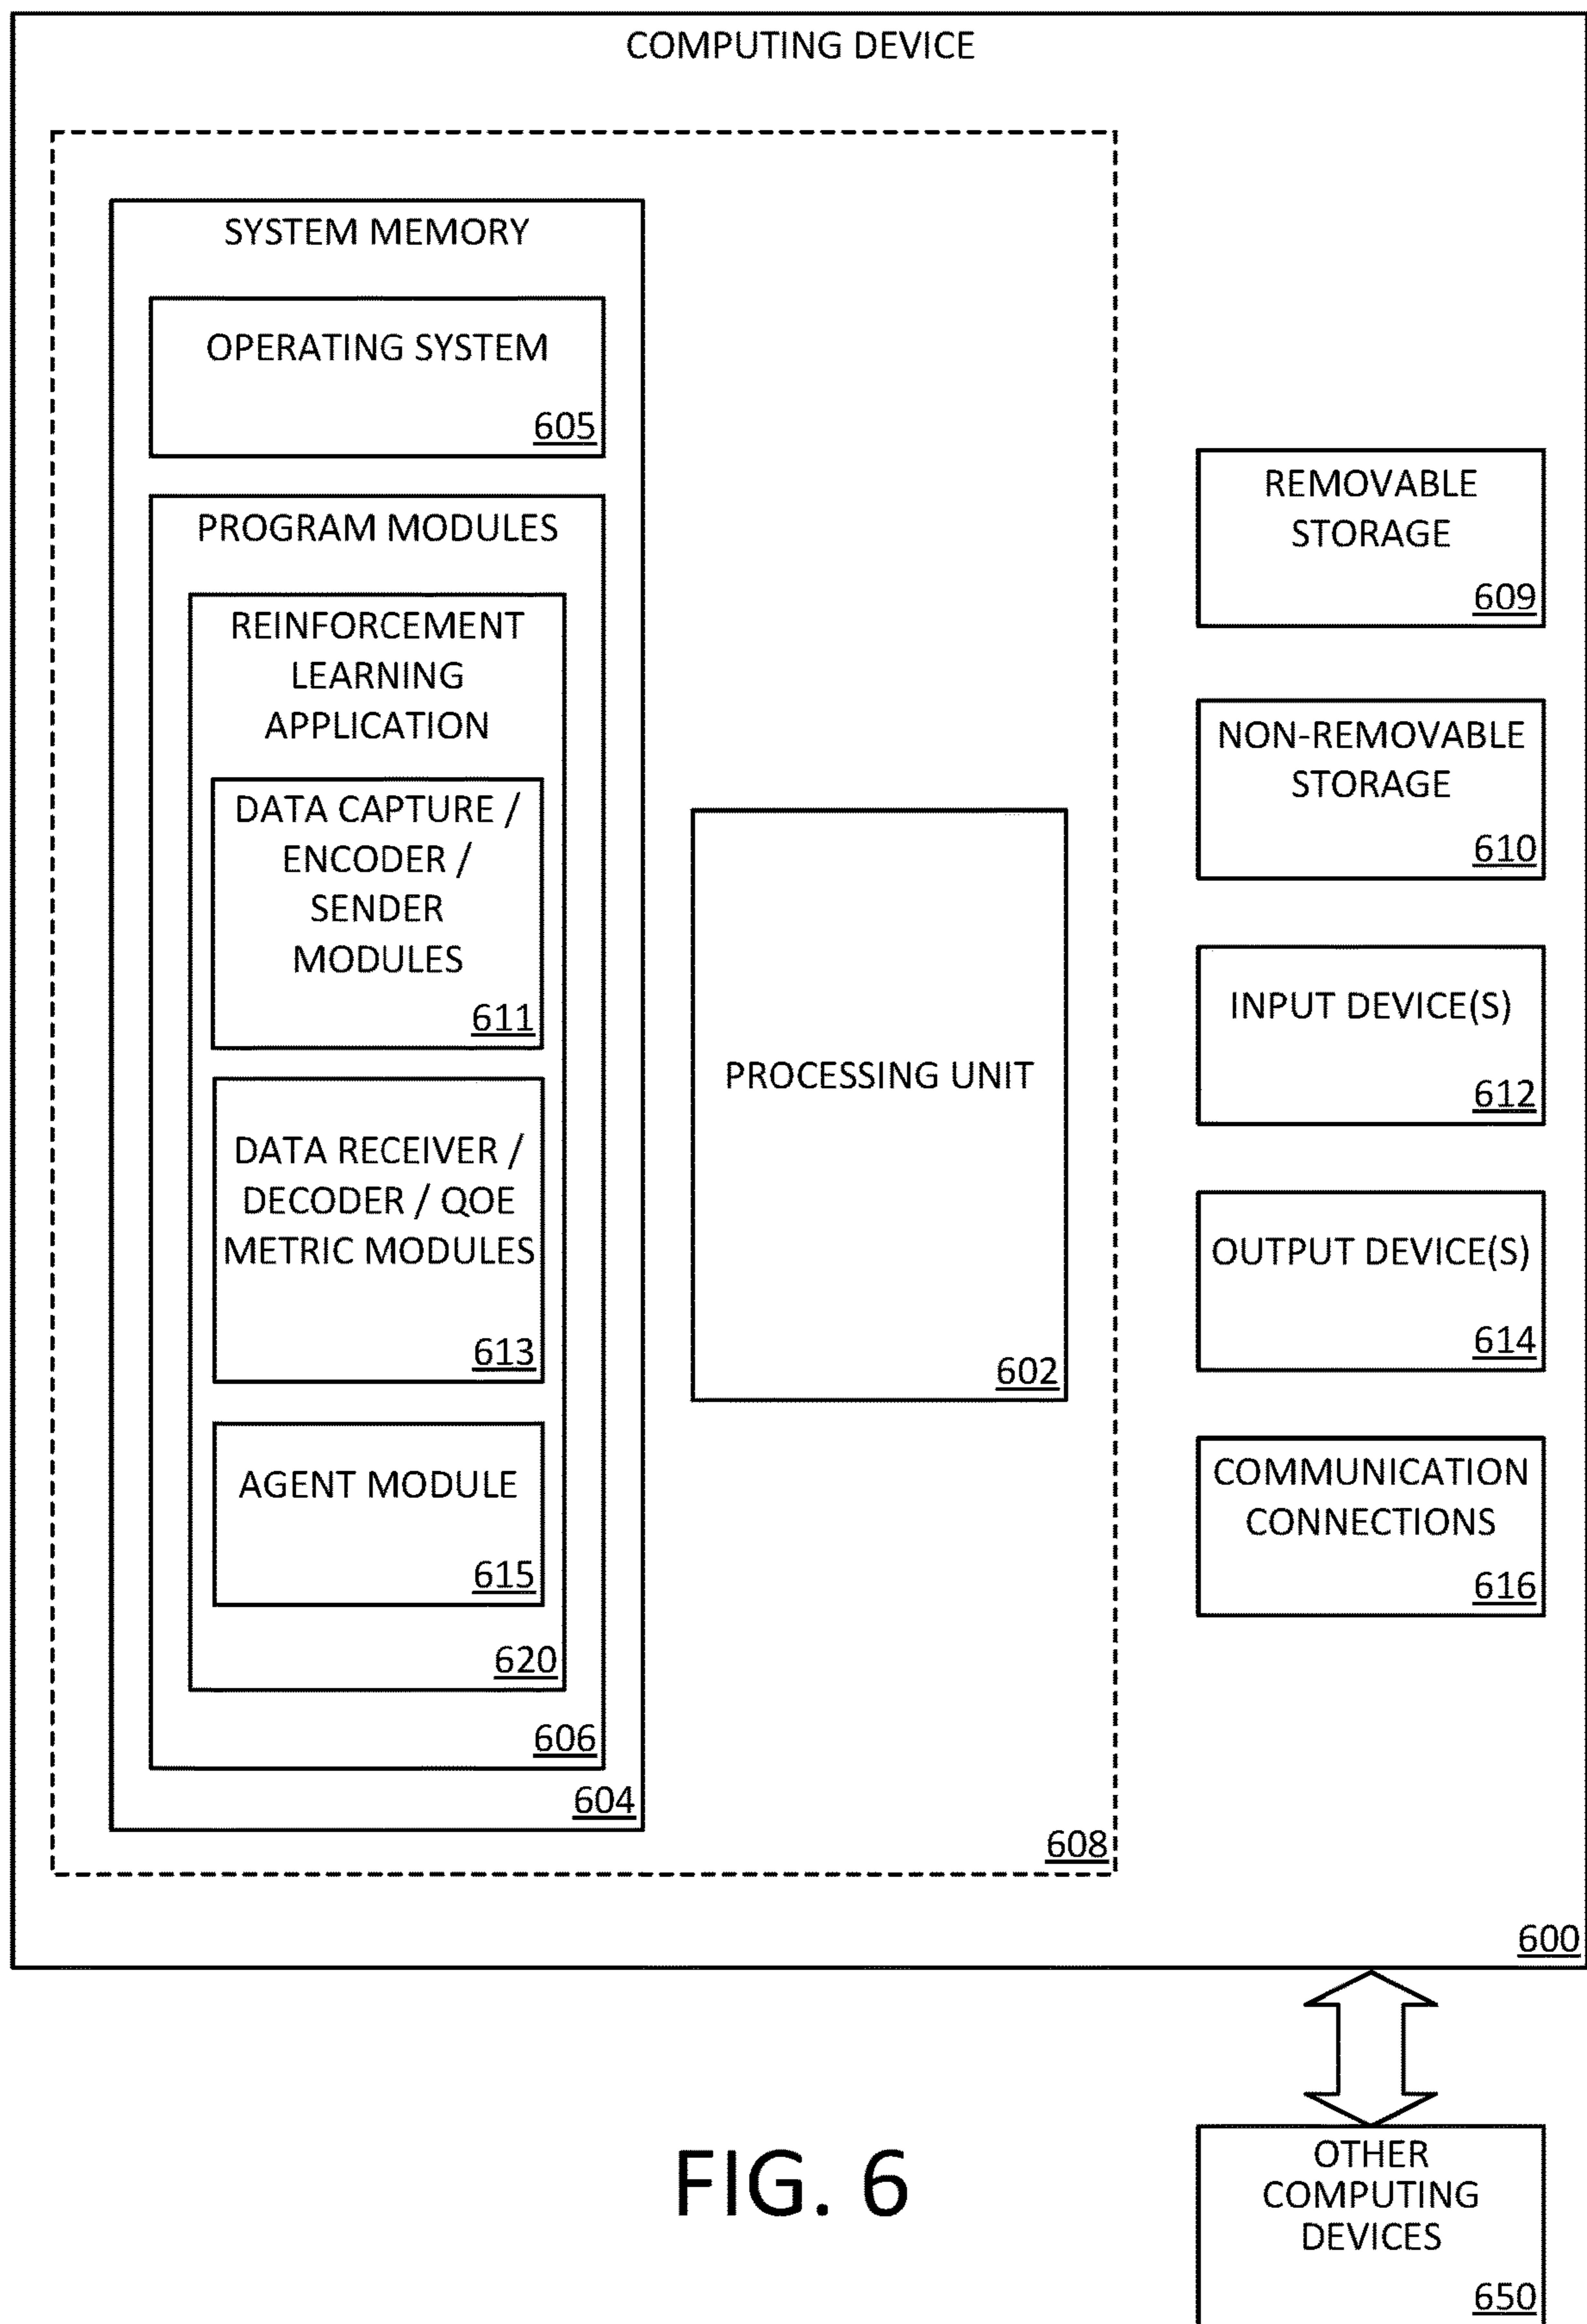 COMPUTING DEVICE
SYSTEM MEMORY
OPERATING SYSTEM
605
PROGRAM MODULES
REINFORCEMENT
LEARNING
APPLICATION
DATA CAPTURE /
ENCODER /
SENDER
MODULES
611
DATA RECEIVER /
DECODER / QOE
METRIC MODULES
613
AGENT MODULE
615
620
606
604
PROCESSING UNIT
602
608
REMOVABLE
STORAGE
609
NON-REMOVABLE
STORAGE
610
INPUT DEVICE(S)
612
OUTPUT DEVICE(S)
614
COMMUNICATION
CONNECTIONS
616
600
OTHER
COMPUTING
DEVICES
650
FIG. 6